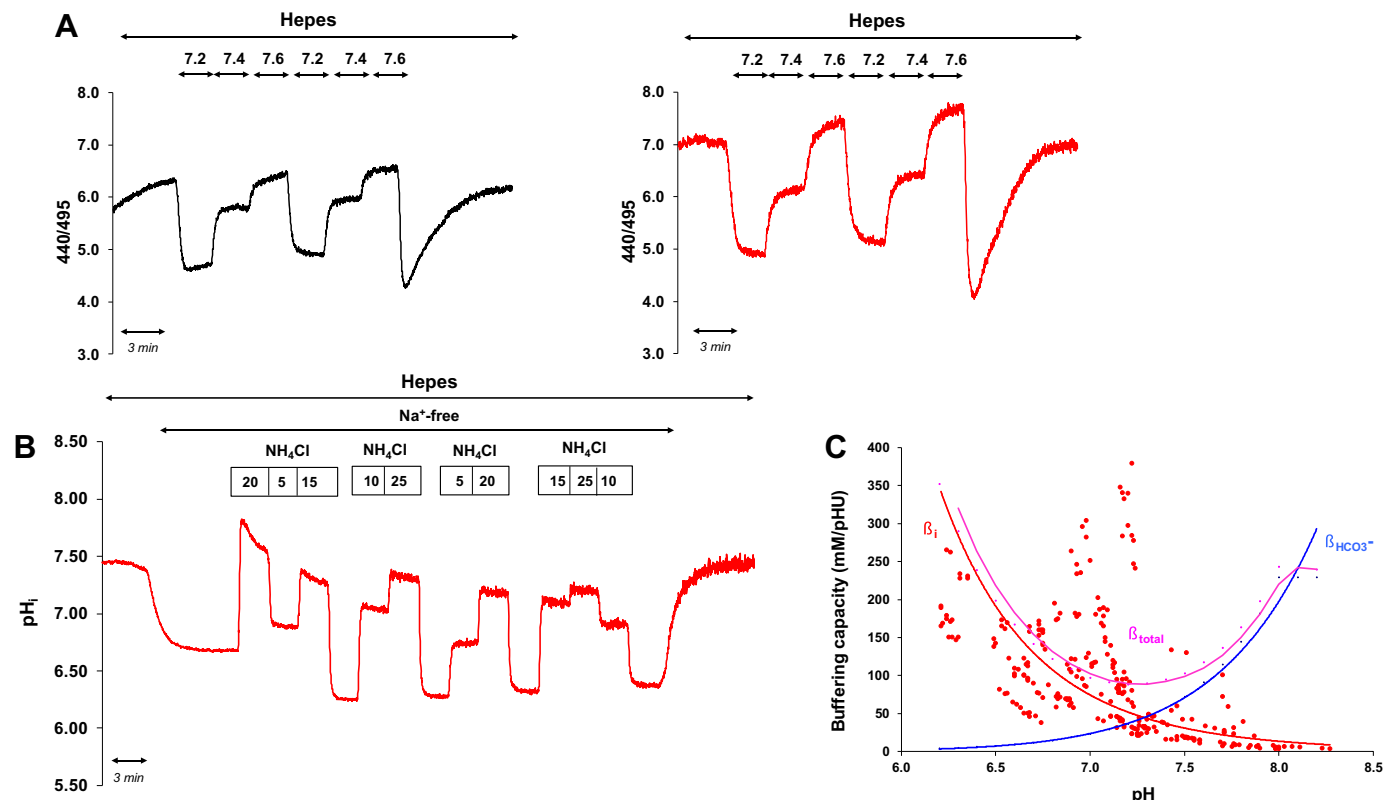 A
Hepes
7.2 7.4 7.6 7.2 7.4 7.6
8.0
7.0
6.0
5.0
4.0
3.0
440/495
3 min
Hepes
7.2 7.4 7.6 7.2 7.4 7.6
8.0
7.0
6.0
5.0
4.0
3.0
440/495
3 min
B
Hepes
Na+-free
NH4Cl NH4Cl NH4Cl NH4Cl
20 5 15 10 25 5 20 15 25 10
8.50
8.00
7.50
7.00
6.50
6.00
5.50
pHi
3 min
C
400
350
300
250
200
150
100
50
0
Buffering capacity (mM/pHU)
ßi
ßtotal
ßHCO3-
6.0 6.5 7.0 7.5 8.0 8.5
pH